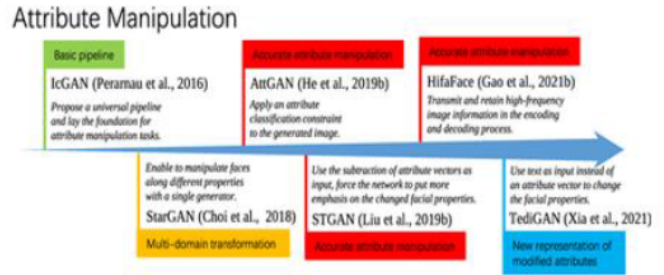 Attribute Manipulation
Basic pipeline
IcGAN (Perarnau et al., 2016)
Propose a universal pipeline
and lay the foundation for
attribute manipulation tasks.
Accurate attribute manipulation
AttGAN (He et al., 2019b)
Apply an attribute
classification constraint
to the generated image.
Accurate attribute manipulation
HifaFace (Gao et al., 2021b)
Transmit and retain high-frequency
image information in the encoding
and decoding process.
Enable to manipulate faces
along different properties
with a single generator.
StarGAN (Choi et al., 2018)
Multi-domain transformation
Use the subtraction of attribute vectors as
input, force the network to put more
emphasis on the changed facial properties.
STGAN (Liu et al., 2019b)
Accurate attribute manipulation
Use text as input instead of
an attribute vector to change
the facial properties.
TediGAN (Xia et al., 2021)
New representation of
modified attributes